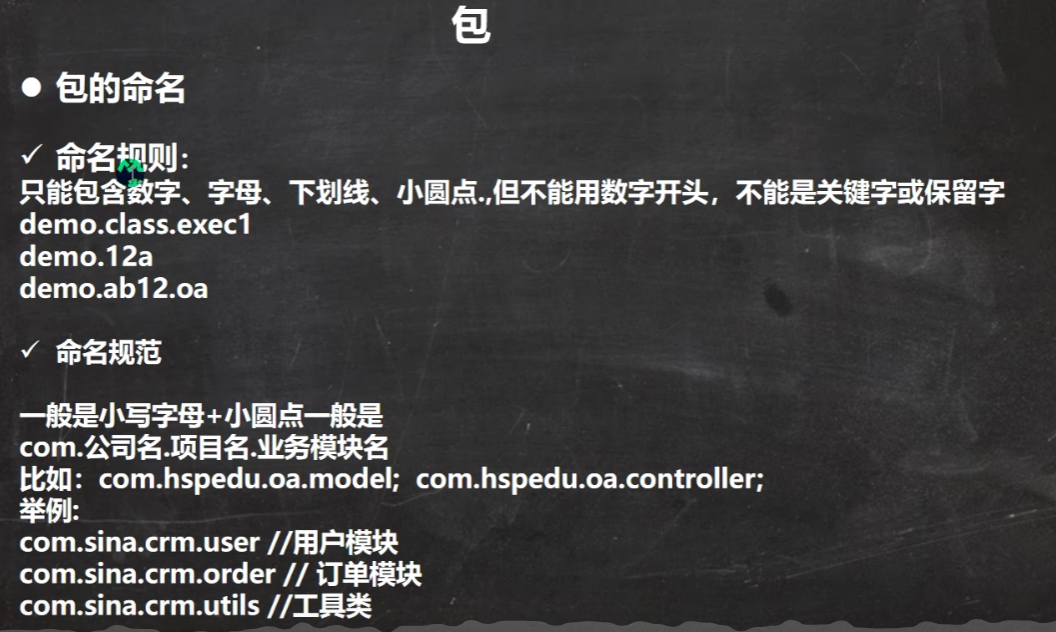 包
● 包的命名
✓ 命名规则：
只能包含数字、字母、下划线、小圆点.,但不能用数字开头，不能是关键字或保留字
demo.class.exec1
demo.12a
demo.ab12.oa
✓ 命名规范
一般是小写字母+小圆点一般是
com.公司名.项目名.业务模块名
比如：com.hspedu.oa.model; com.hspedu.oa.controller;
举例:
com.sina.crm.user //用户模块
com.sina.crm.order // 订单模块
com.sina.crm.utils //工具类